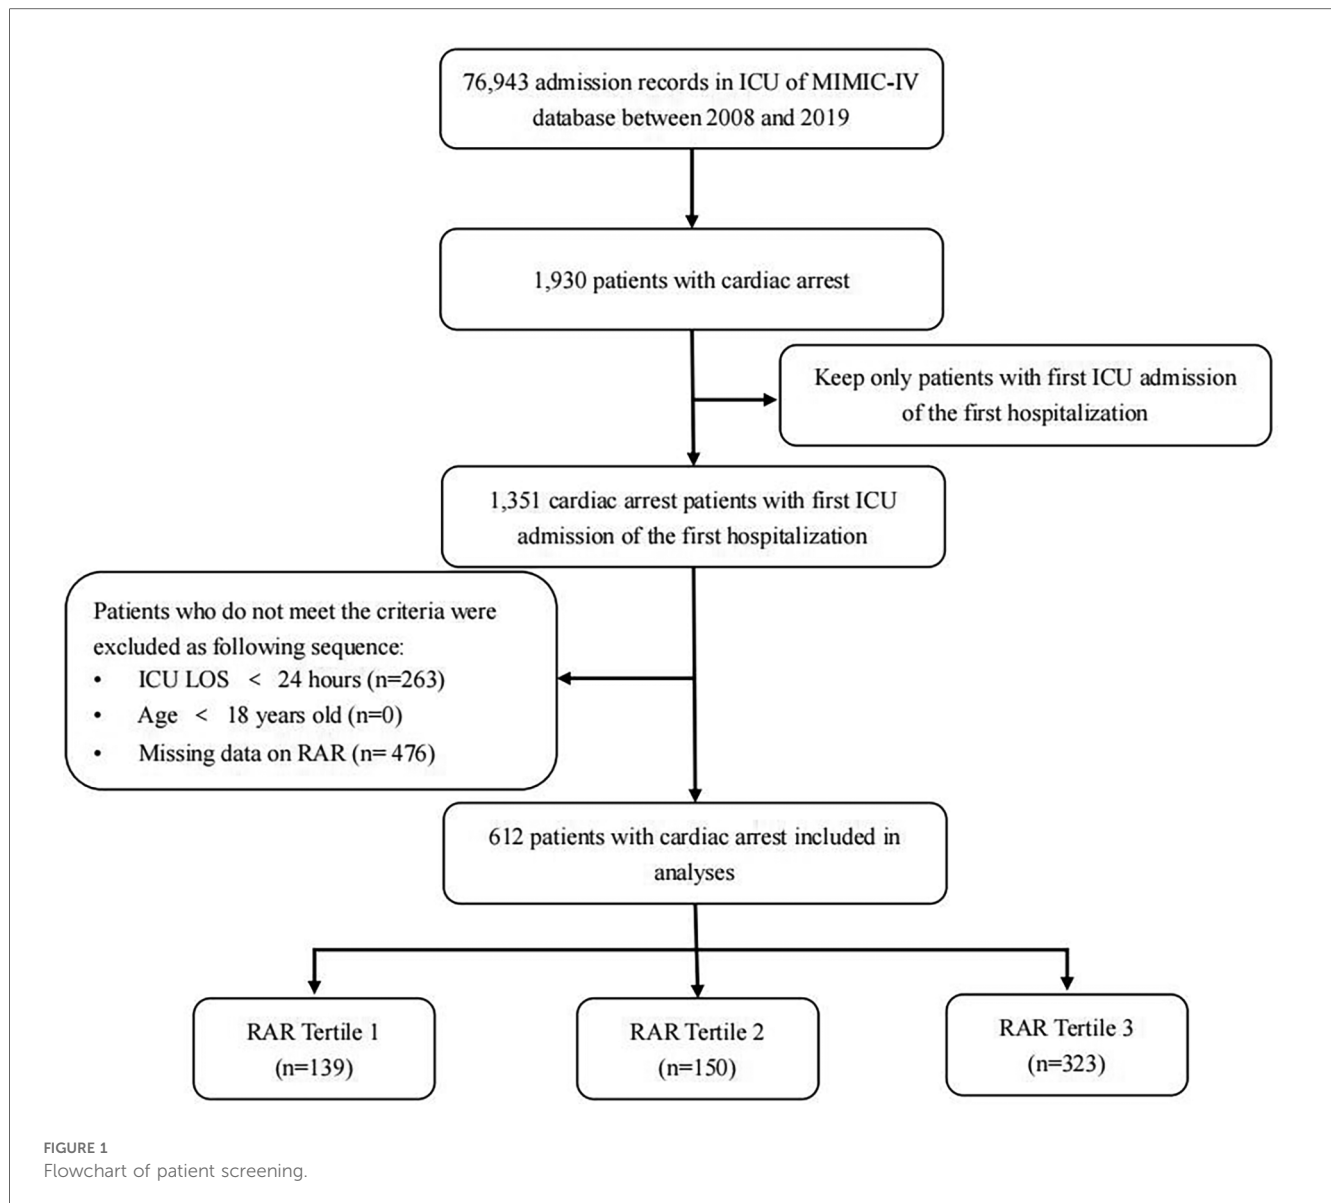 76,943 admission records in ICU of MIMIC-IV
database between 2008 and 2019
1,930 patients with cardiac arrest
Keep only patients with first ICU admission
of the first hospitalization
1,351 cardiac arrest patients with first ICU
admission of the first hospitalization
Patients who do not meet the criteria were
excluded as following sequence:
• ICU LOS < 24 hours (n=263)
• Age < 18 years old (n=0)
• Missing data on RAR (n= 476)
612 patients with cardiac arrest included in
analyses
RAR Tertile 1
(n=139)
RAR Tertile 2
(n=150)
RAR Tertile 3
(n=323)
FIGURE 1
Flowchart of patient screening.